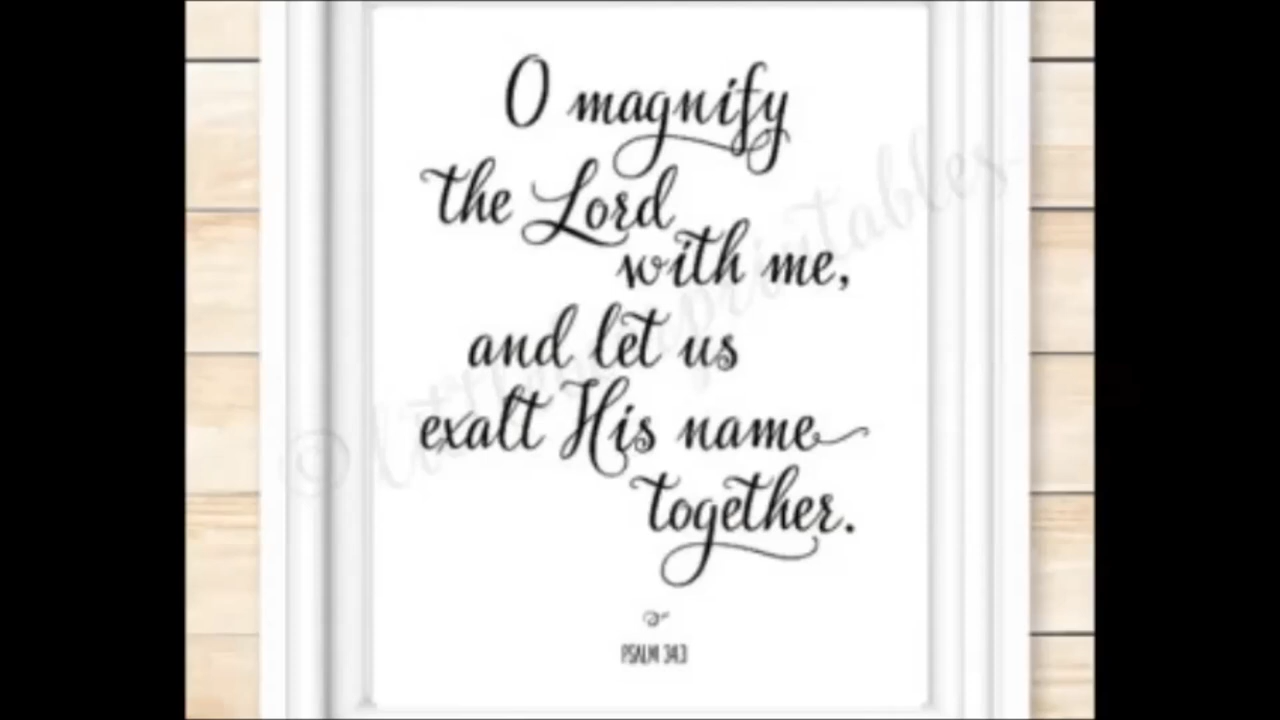 O magnify
the Lord
with me,
and let us
exalt His name
together.
PSALM 34:3